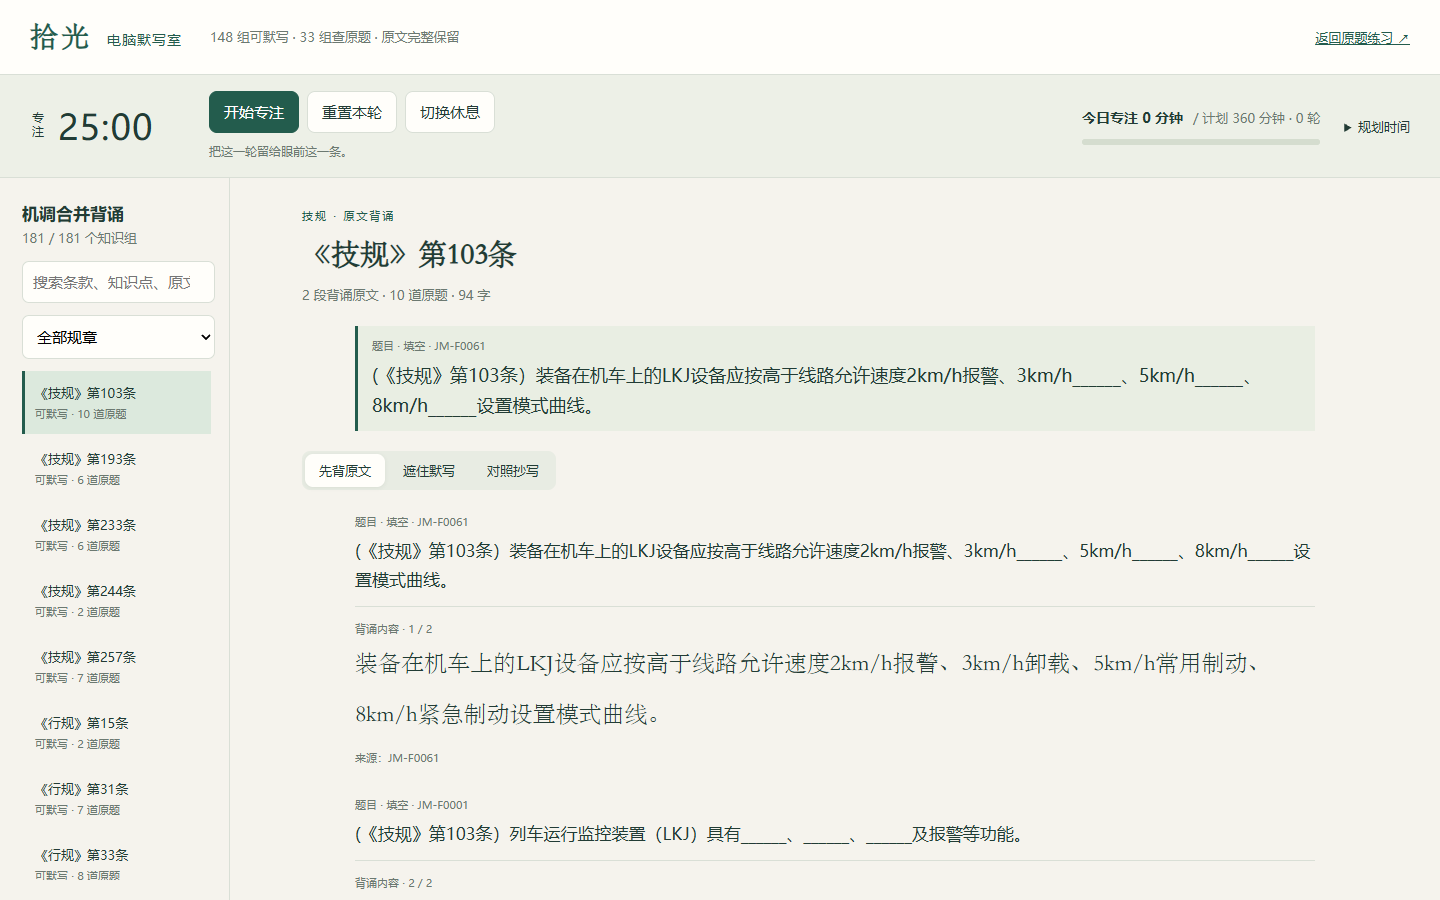 拾光 电脑默写室 148 组可默写 · 33 组查原题 · 原文完整保留 返回原题练习 ↗
专注 25:00 开始专注 重置本轮 切换休息
把这一轮留给眼前这一条。
今日专注 0 分钟 / 计划 360 分钟 · 0 轮 ▶ 规划时间
机调合并背诵
181 / 181 个知识组
搜索条款、知识点、原文
全部规章
《技规》第103条
可默写 · 10 道原题
《技规》第193条
可默写 · 6 道原题
《技规》第233条
可默写 · 6 道原题
《技规》第244条
可默写 · 2 道原题
《技规》第257条
可默写 · 7 道原题
《行规》第15条
可默写 · 2 道原题
《行规》第31条
可默写 · 7 道原题
《行规》第33条
可默写 · 8 道原题
技规 · 原文背诵
《技规》第103条
2 段背诵原文 · 10 道原题 · 94 字
题目 · 填空 · JM-F0061
(《技规》第103条）装备在机车上的LKJ设备应按高于线路允许速度2km/h报警、3km/h______、5km/h______、
8km/h______设置模式曲线。
先背原文 遮住默写 对照抄写
题目 · 填空 · JM-F0061
(《技规》第103条）装备在机车上的LKJ设备应按高于线路允许速度2km/h报警、3km/h______、5km/h______、8km/h______设
置模式曲线。
背诵内容 · 1 / 2
装备在机车上的LKJ设备应按高于线路允许速度2km/h报警、3km/h卸载、5km/h常用制动、
8km/h紧急制动设置模式曲线。
来源：JM-F0061
题目 · 填空 · JM-F0001
(《技规》第103条）列车运行监控装置（LKJ）具有______、______、______及报警等功能。
背诵内容 · 2 / 2